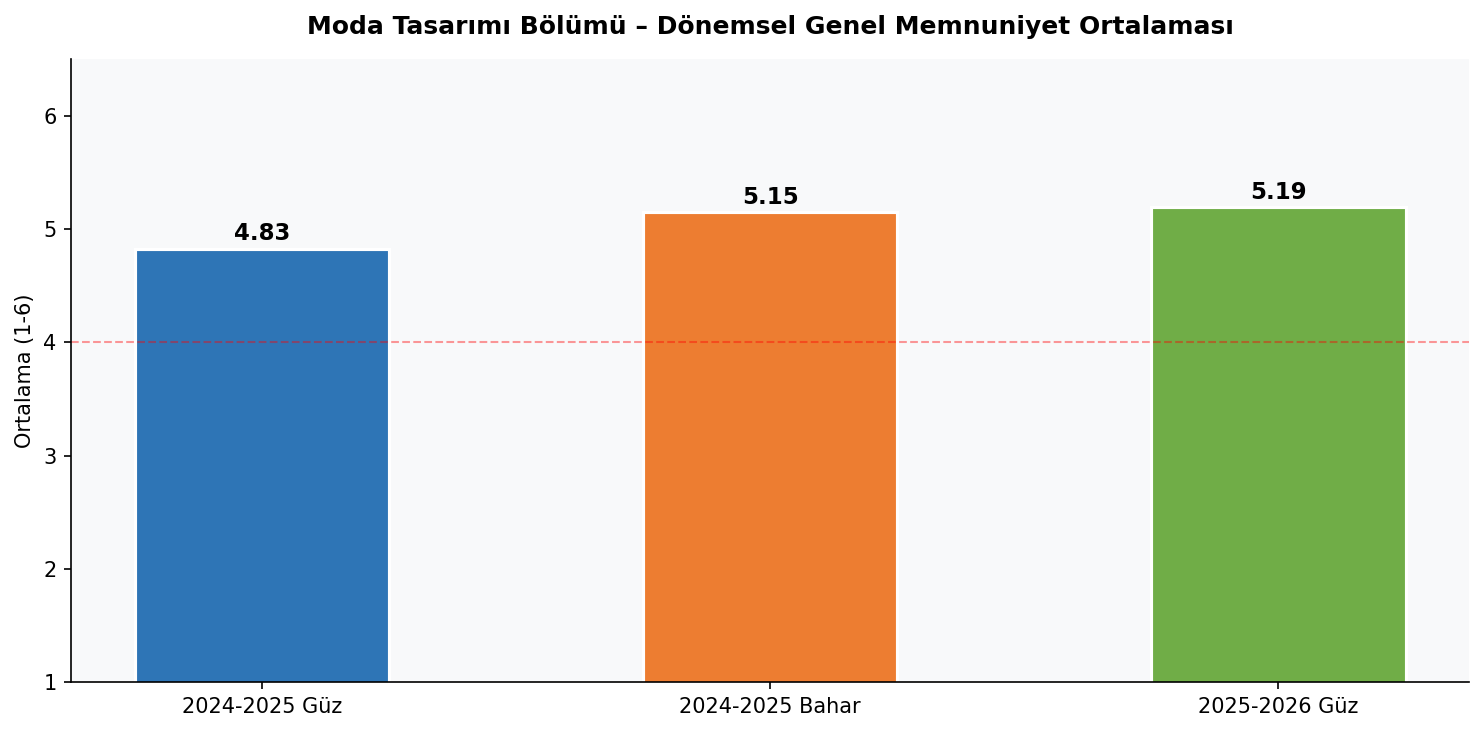 Moda Tasarımı Bölümü – Dönemsel Genel Memnuniyet Ortalaması
Ortalama (1-6)
6
5
4
3
2
1
4.83
5.15
5.19
2024-2025 Güz
2024-2025 Bahar
2025-2026 Güz